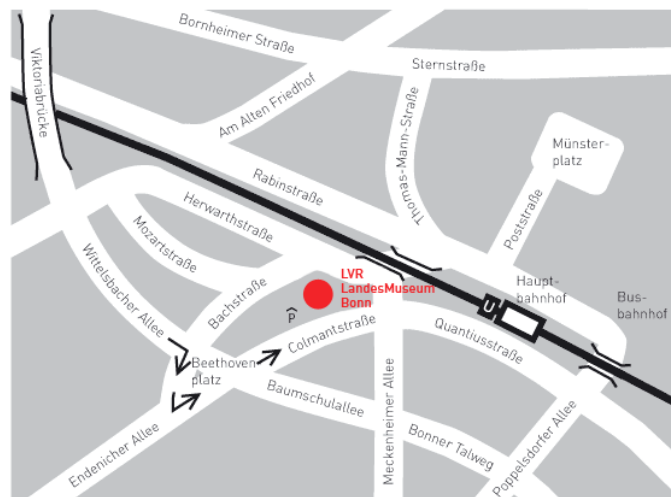 Bornheimer Straße
Sternstraße
Viktoriabrücke
Am Alten Friedhof
Thomas-Mann-Straße
Münster-
platz
Rabinstraße
Herwarthstraße
Poststraße
Mozartstraße
Wittelsbacher Allee
Bachstraße
LVR
LandesMuseum
Bonn
P
Haupt-
bahnhof
U
Bus-
bahnhof
Colmantstraße
Quantiusstraße
Beethoven
platz
Baumschulallee
Meckenheimer Allee
Endenicher Allee
Bonner Talweg
Poppelsdorfer Allee